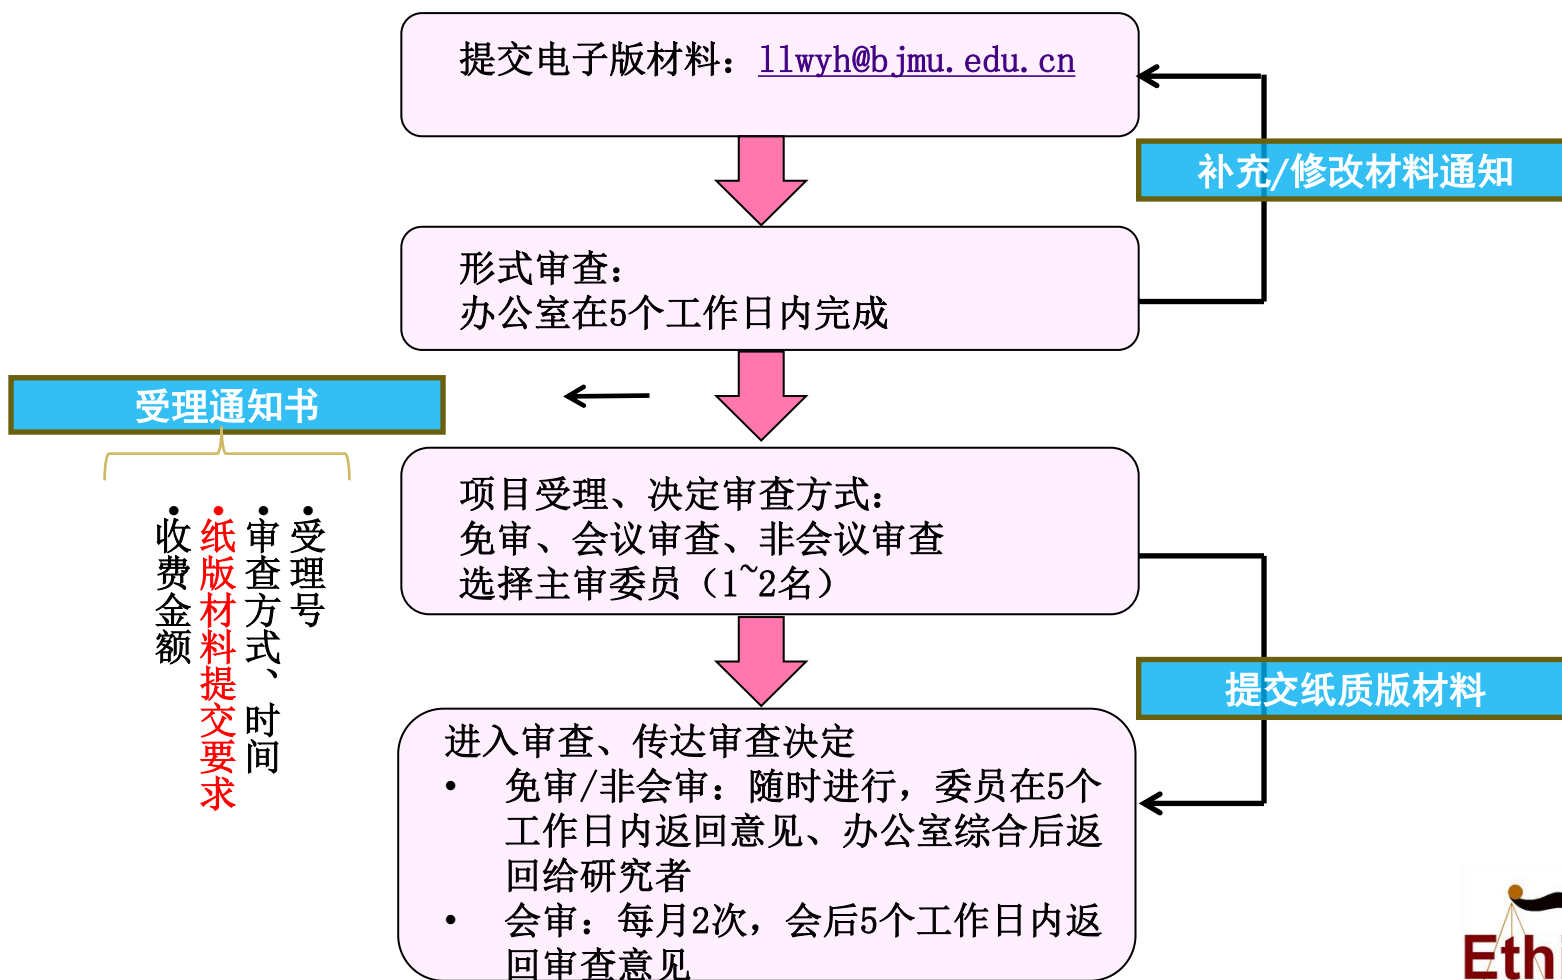 提交电子版材料：llwyh@bjmu.edu.cn
补充/修改材料通知
形式审查：
办公室在5个工作日内完成
受理通知书
•受理号
•审查方式、时间
•纸版材料提交要求
•收费金额
项目受理、决定审查方式：
免审、会议审查、非会议审查
选择主审委员（1~2名）
提交纸质版材料
进入审查、传达审查决定
• 免审/非会审：随时进行，委员在5个
工作日内返回意见、办公室综合后返
回给研究者
• 会审：每月2次，会后5个工作日内返
回审查意见
Ethi